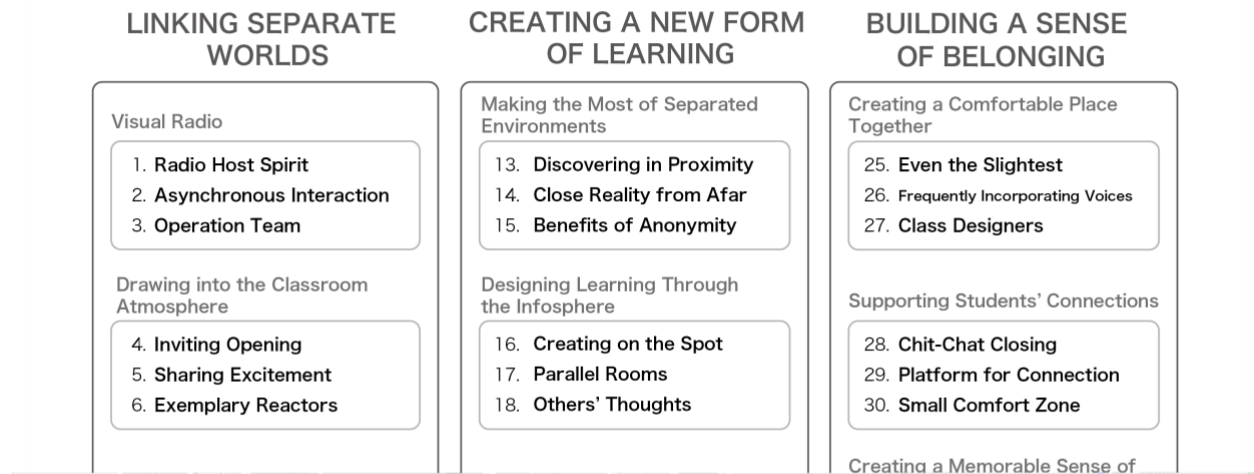 LINKING SEPARATE
WORLDS
Visual Radio
1. Radio Host Spirit
2. Asynchronous Interaction
3. Operation Team
Drawing into the Classroom
Atmosphere
4. Inviting Opening
5. Sharing Excitement
6. Exemplary Reactors
CREATING A NEW FORM
OF LEARNING
Making the Most of Separated
Environments
13. Discovering in Proximity
14. Close Reality from Afar
15. Benefits of Anonymity
Designing Learning Through
the Infosphere
16. Creating on the Spot
17. Parallel Rooms
18. Others’ Thoughts
BUILDING A SENSE
OF BELONGING
Creating a Comfortable Place
Together
25. Even the Slightest
26. Frequently Incorporating Voices
27. Class Designers
Supporting Students’ Connections
28. Chit-Chat Closing
29. Platform for Connection
30. Small Comfort Zone
Creating a Memorable Sense of